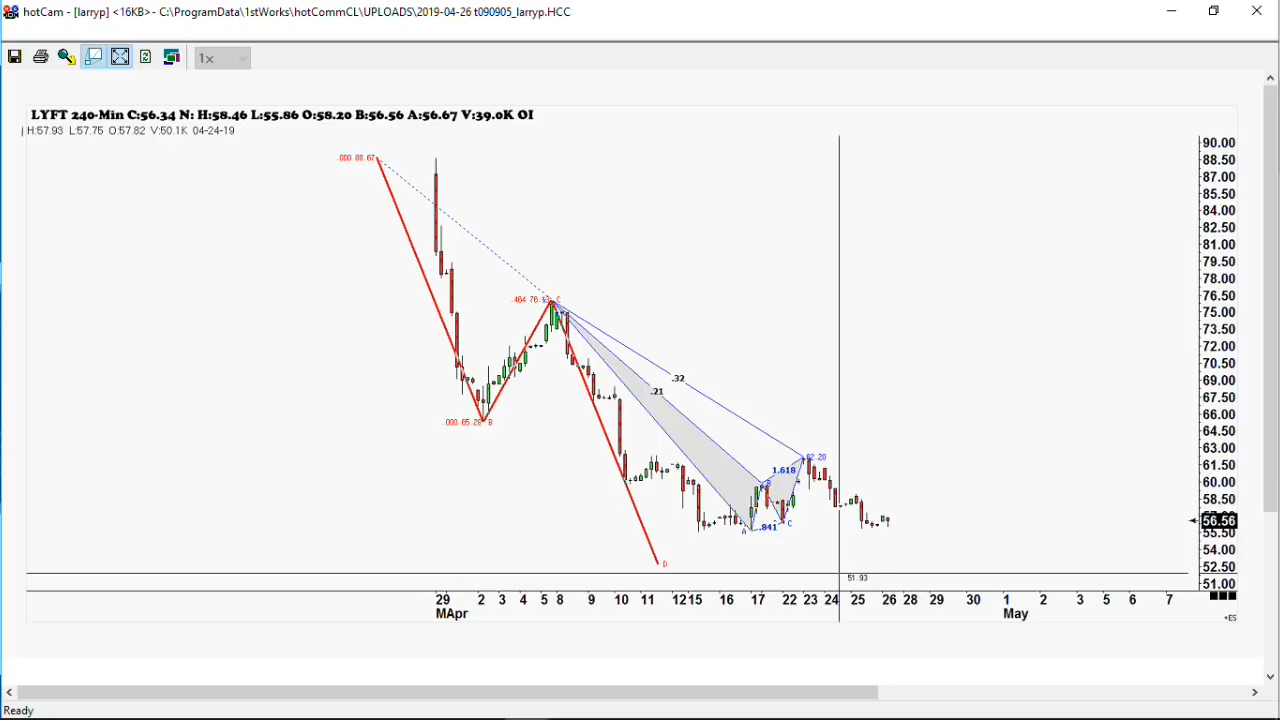 hotCam - [larryp] <16KB>- C:\ProgramData\1stWorks\hotCommCL\UPLOADS\2019-04-26 t090905_larryp.HCC
1x
LYFT 240-Min C:56.34 N: H:58.46 L:55.86 O:58.20 B:56.56 A:56.67 V:39.0K OI
H:57.93 L:57.75 O:57.82 V:50.1K 04-24-19
90.00
.000 89.67
88.50
87.00
85.50
84.00
82.50
81.00
79.50
78.00
76.50
C
75.00
73.50
72.00
70.50
.32
69.00
.21
67.50
66.00
.000 65.28 B
64.50
63.00
62.20
1.618
61.50
60.00
58.50
56.56
C
.841
A
55.50
54.00
D
52.50
51.93
51.00
29 2 3 4 5 8 9 10 11 12 15 16 17 22 23 24 25 26 28 29 30 1 2 3 5 6 7
MApr May
+ES
Ready